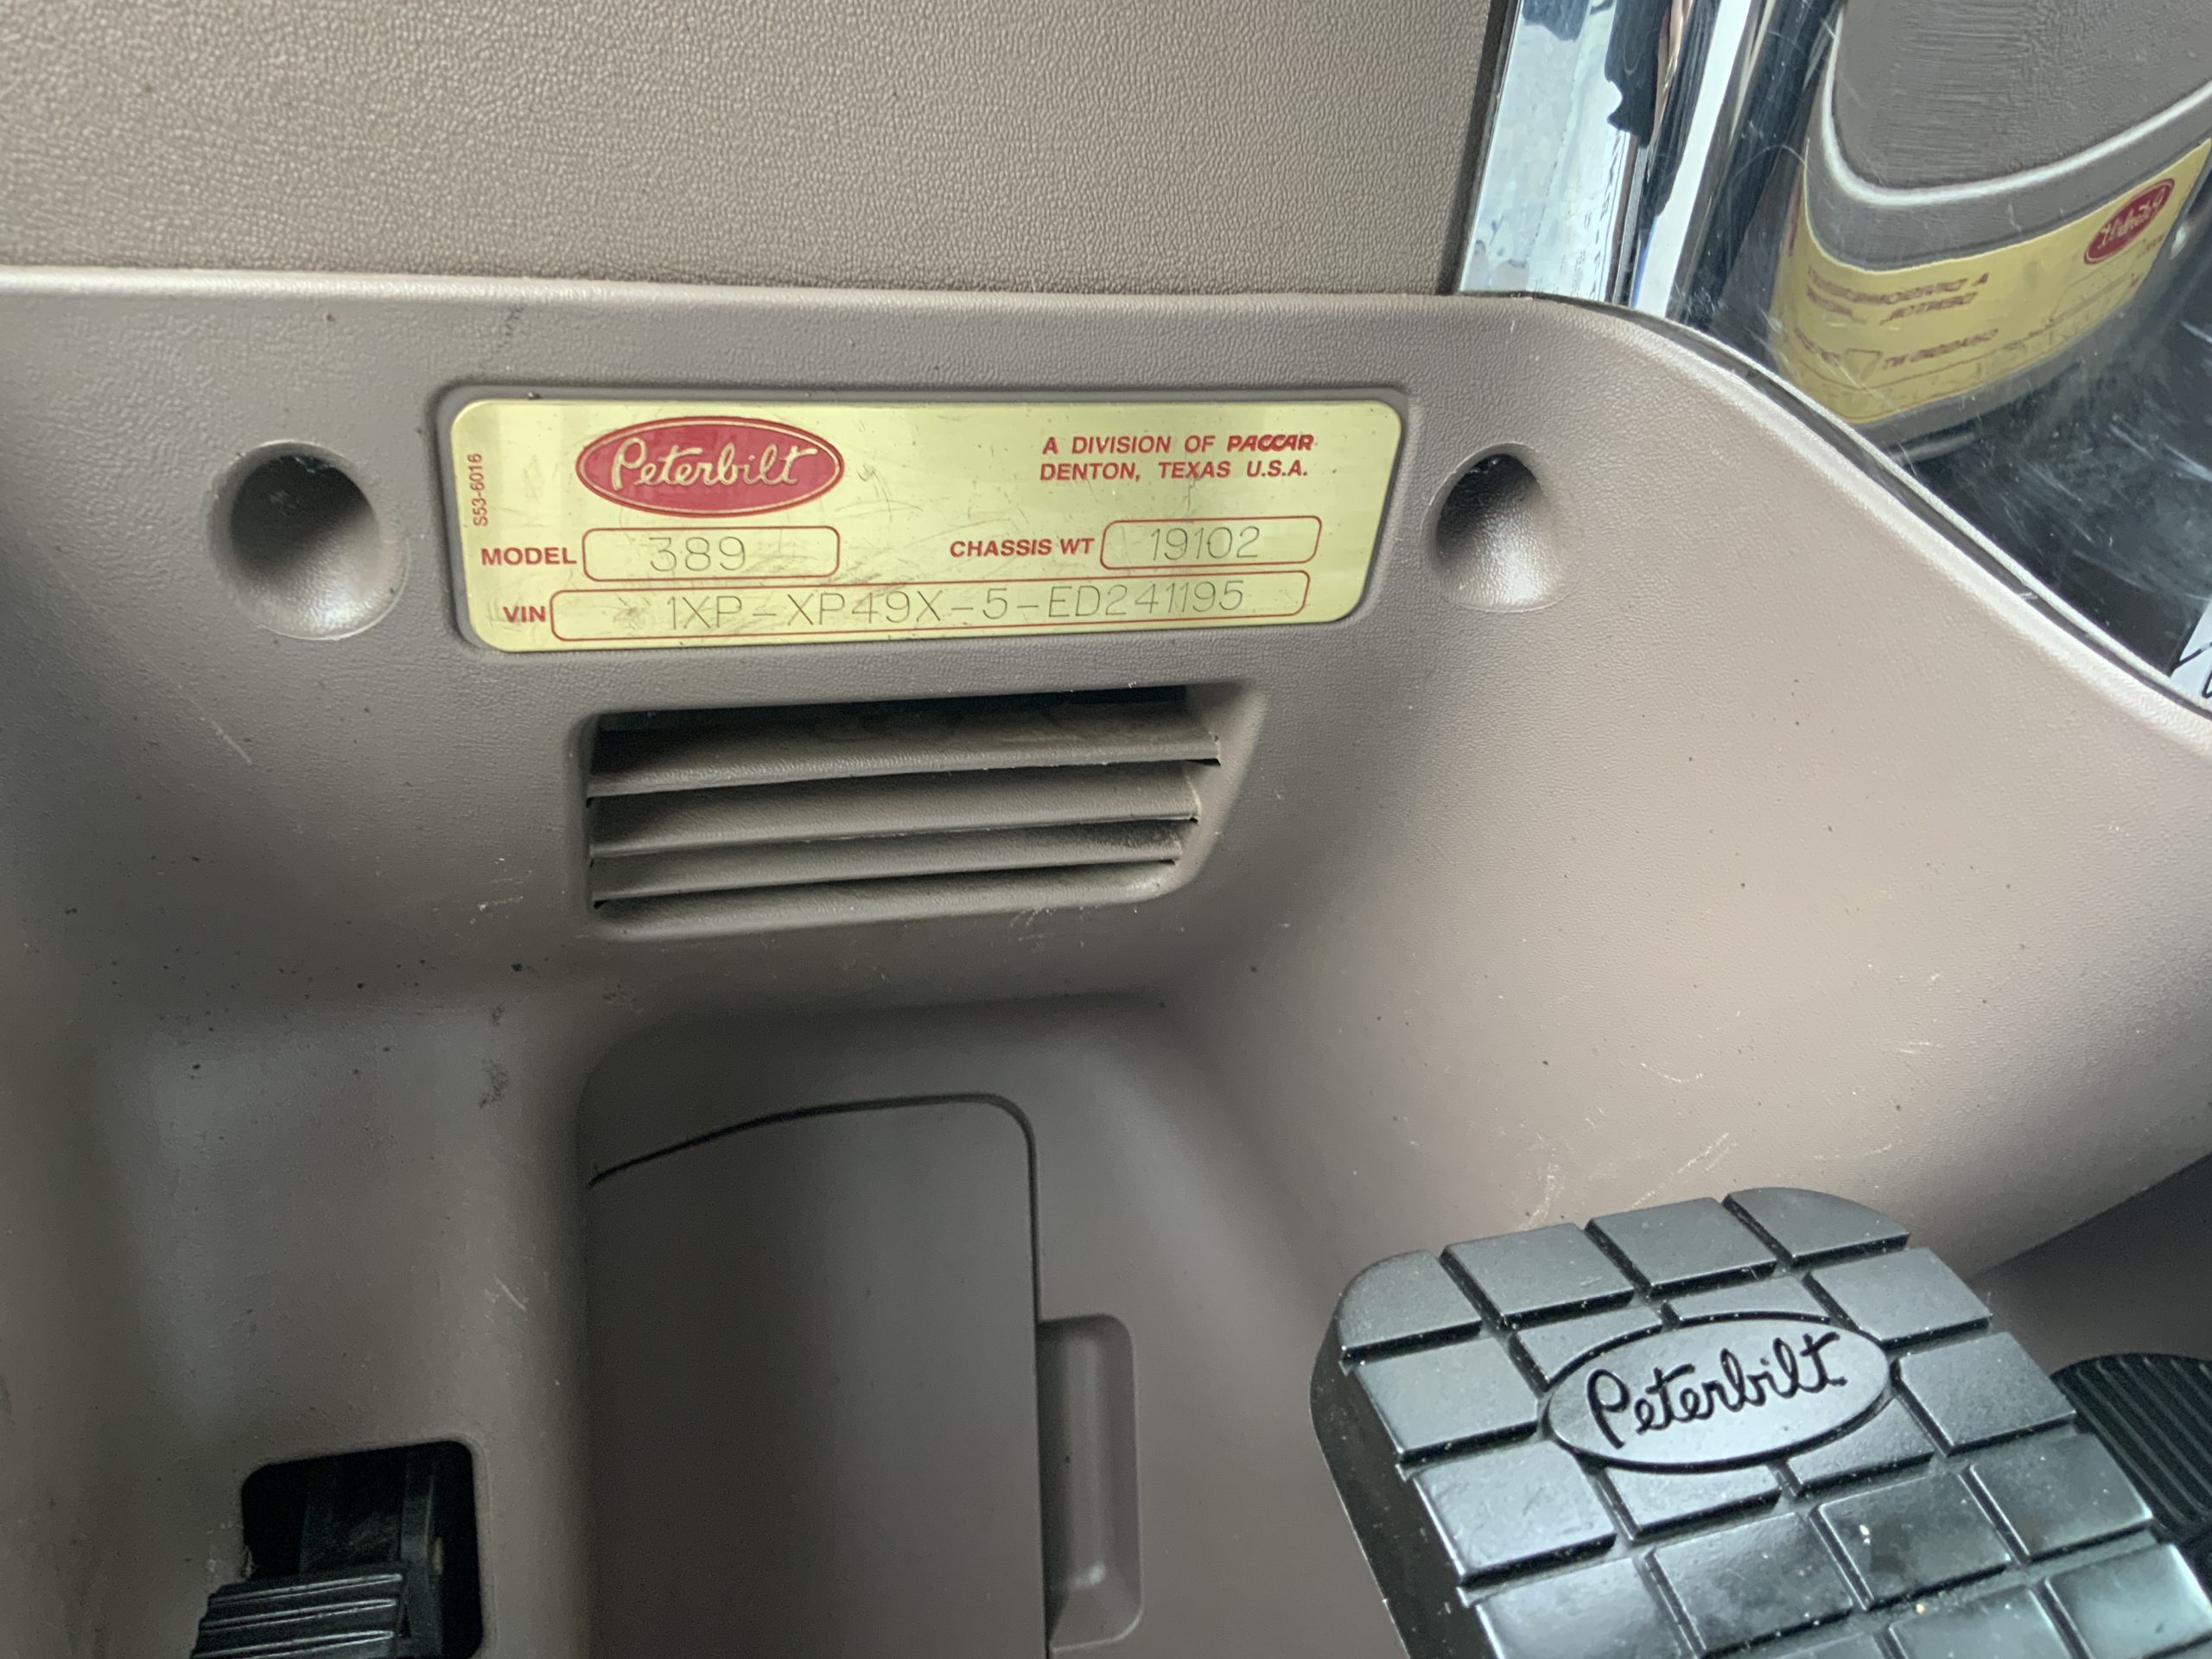 Peterbilt
A DIVISION OF PACCAR
DENTON, TEXAS U.S.A.
S53-6016
MODEL 389 CHASSIS WT 19102
VIN 1XP-XP49X-5-ED241195
Peterbilt